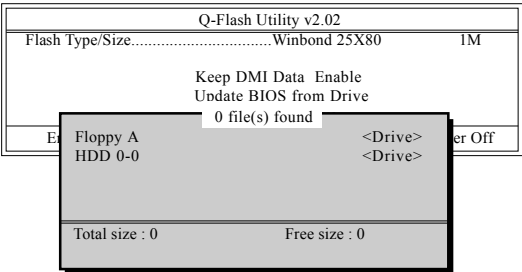 Q-Flash Utility v2.02
Flash Type/Size.................................Winbond 25X80 1M
Keep DMI Data Enable
Update BIOS from Drive
0 file(s) found
Floppy A <Drive>
HDD 0-0 <Drive>
Total size : 0 Free size : 0
Off